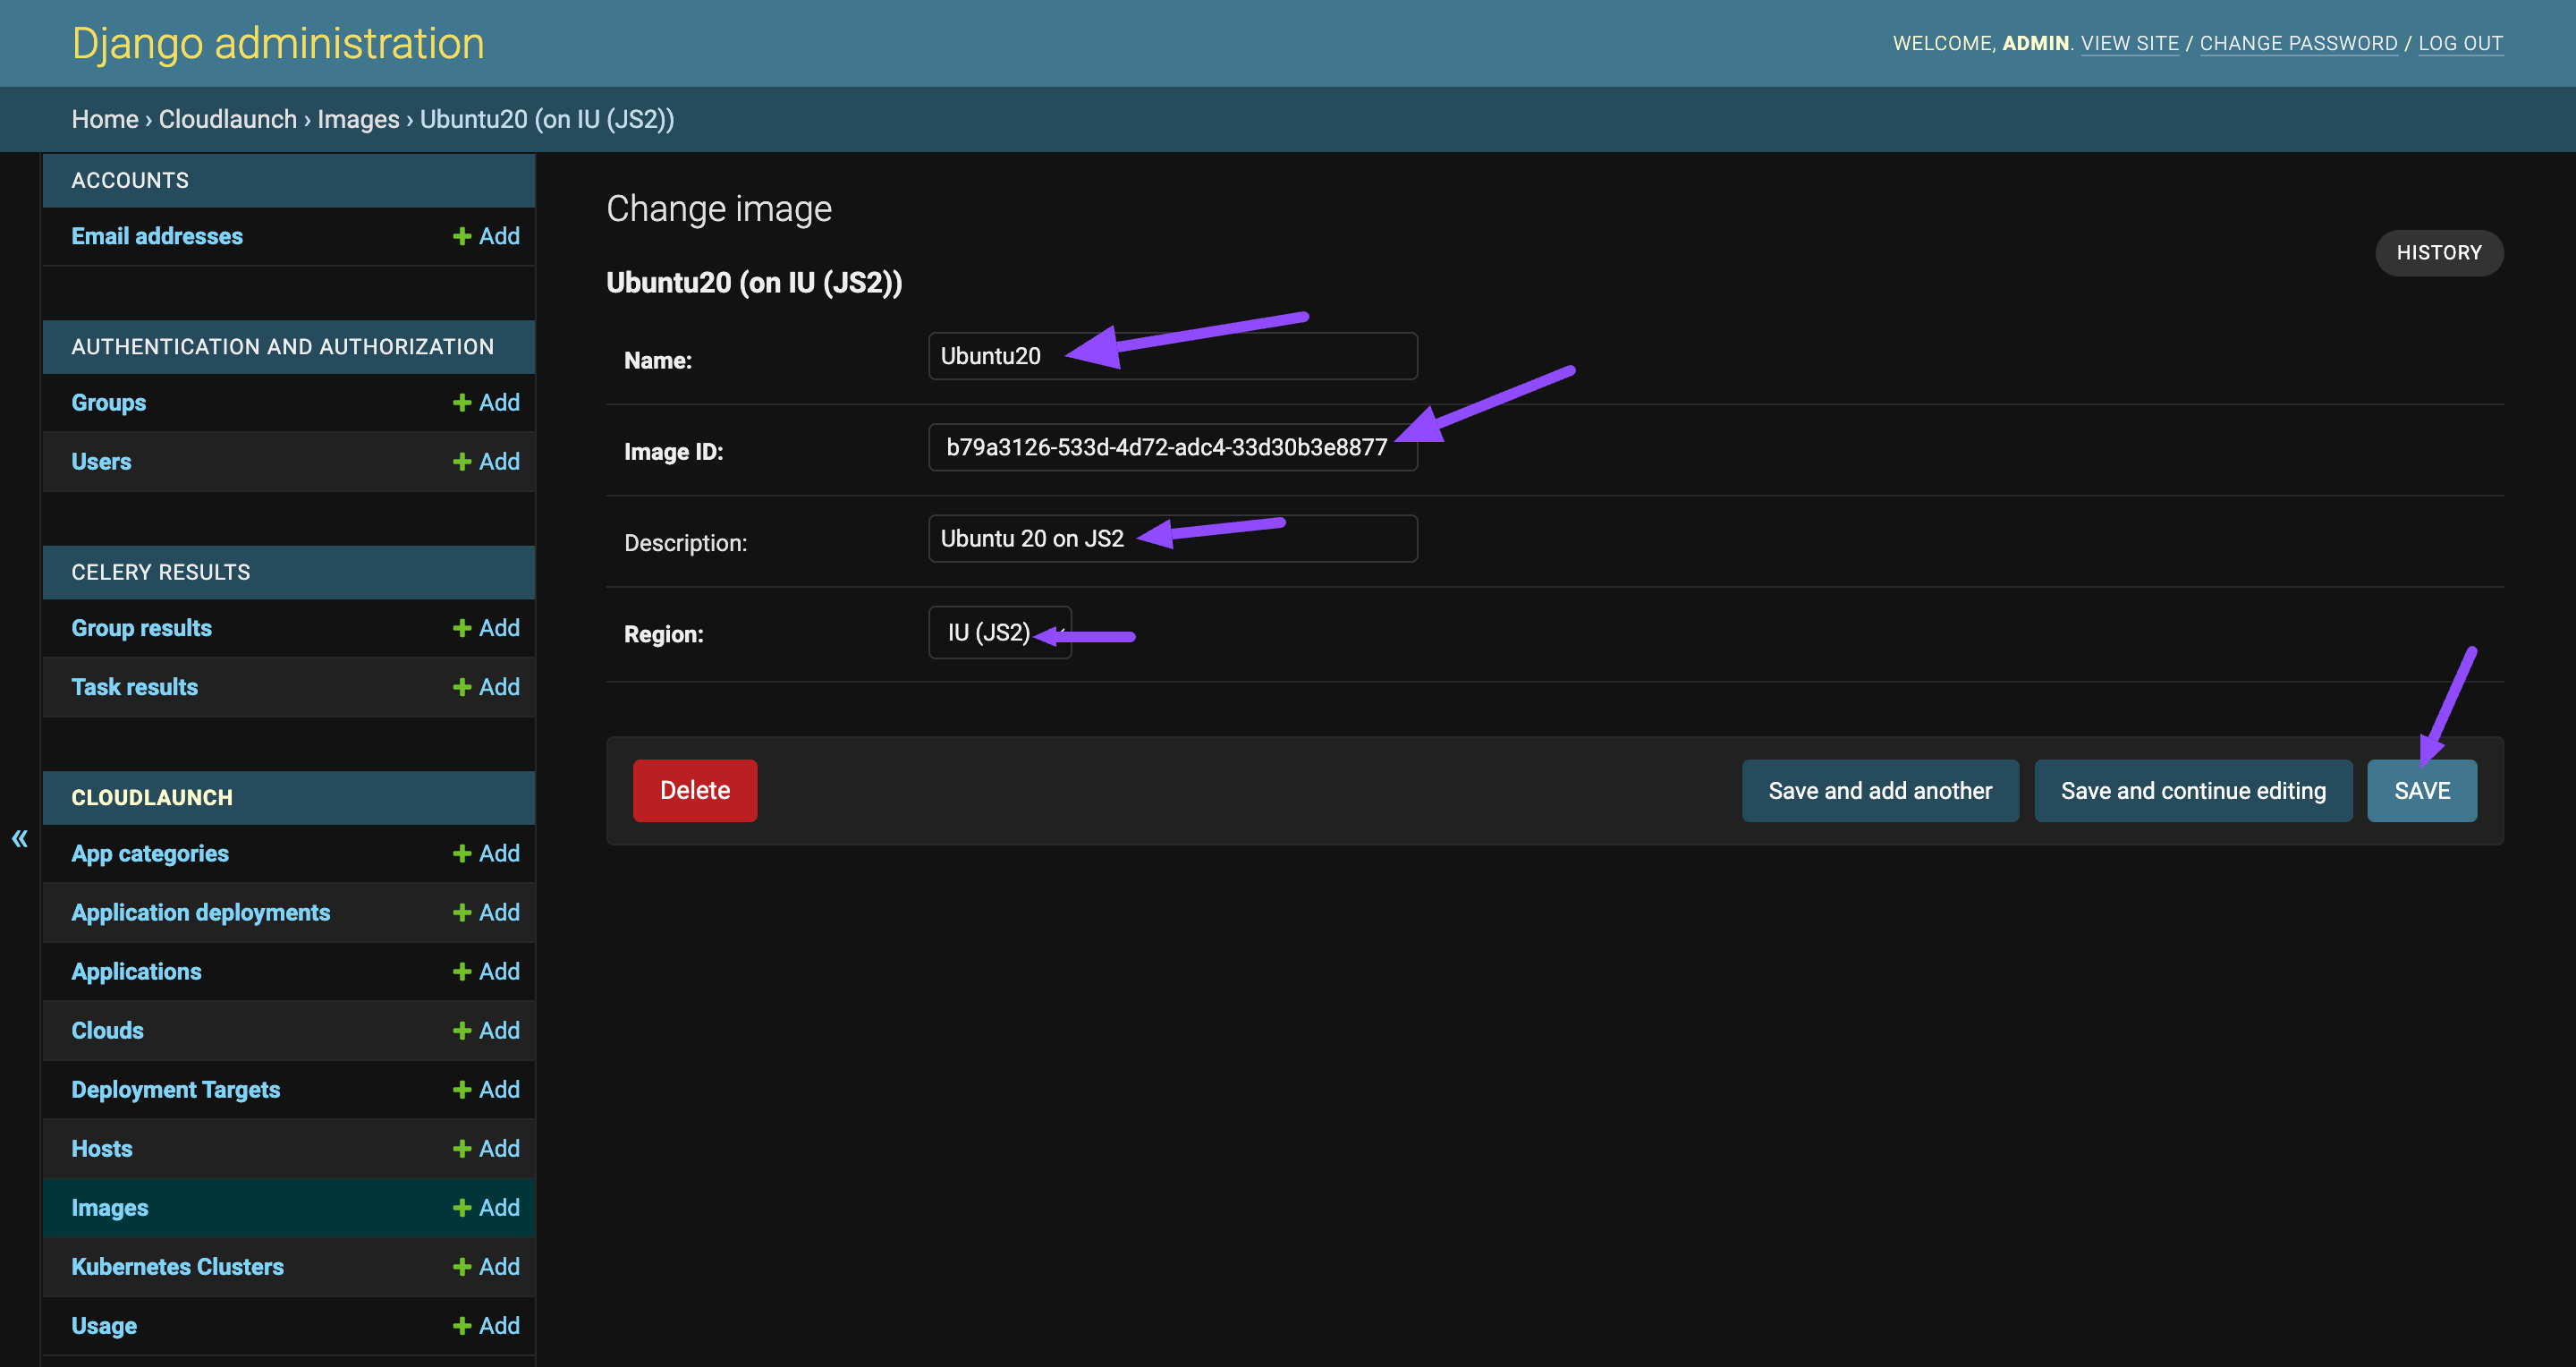 Django administration
WELCOME, ADMIN. VIEW SITE / CHANGE PASSWORD / LOG OUT
Home › Cloudlaunch › Images › Ubuntu20 (on IU (JS2))
ACCOUNTS
Email addresses + Add
AUTHENTICATION AND AUTHORIZATION
Groups + Add
Users + Add
CELERY RESULTS
Group results + Add
Task results + Add
CLOUDLAUNCH
App categories + Add
Application deployments + Add
Applications + Add
Clouds + Add
Deployment Targets + Add
Hosts + Add
Images + Add
Kubernetes Clusters + Add
Usage + Add
«
Change image
HISTORY
Ubuntu20 (on IU (JS2))
Name: Ubuntu20
Image ID: b79a3126-533d-4d72-adc4-33d30b3e8877
Description: Ubuntu 20 on JS2
Region: IU (JS2)
Delete
Save and add another
Save and continue editing
SAVE